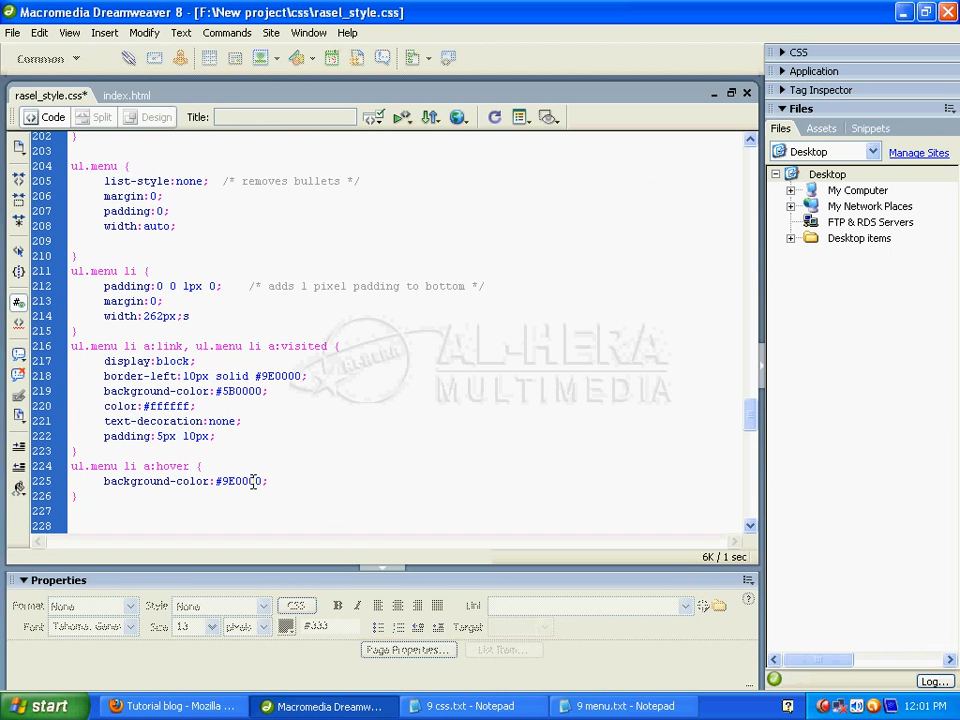 Macromedia Dreamweaver 8 - [F:\New project\css\rasel_style.css]
File Edit View Insert Modify Text Commands Site Window Help
Common
CSS
Application
Tag Inspector
Files
Files Assets Snippets
Desktop Manage Sites
Desktop
My Computer
My Network Places
FTP & RDS Servers
Desktop items
Log...
rasel_style.css* index.html
Code Split Design Title:
202 }
203
204 ul.menu {
205 list-style:none; /* removes bullets */
206 margin:0;
207 padding:0;
208 width:auto;
209
210 }
211 ul.menu li {
212 padding:0 0 1px 0; /* adds 1 pixel padding to bottom */
213 margin:0;
214 width:262px;s
215 }
216 ul.menu li a:link, ul.menu li a:visited {
217 display:block;
218 border-left:10px solid #9E0000;
219 background-color:#5B0000;
220 color:#ffffff;
221 text-decoration:none;
222 padding:5px 10px;
223 }
224 ul.menu li a:hover {
225 background-color:#9E0000;
226 }
227
228
AL-HERA
AL-HERA
MULTIMEDIA
6K / 1 sec
Properties
Format None Style None CSS B I Link
Font Tahoma, Genev Size 13 pixels #333 Target
Page Properties... List Item...
start Tutorial blog - Mozilla ... Macromedia Dreamw... 9 css.txt - Notepad 9 menu.txt - Notepad 12:01 PM